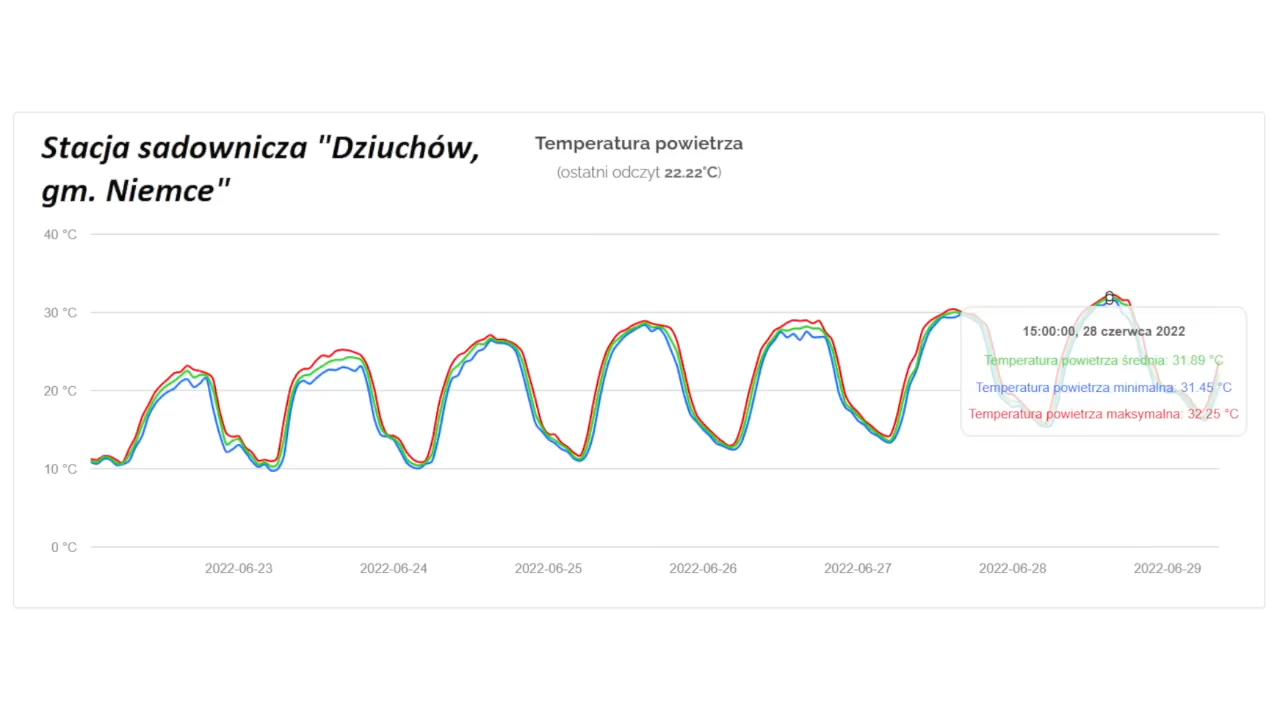 Stacja sadownicza "Dziuchów,
gm. Niemce"
Temperatura powietrza
(ostatni odczyt 22.22°C)
40 °C
30 °C
20 °C
10 °C
0 °C
15:00:00, 28 czerwca 2022
Temperatura powietrza średnia: 31.89 °C
Temperatura powietrza minimalna: 31.45 °C
Temperatura powietrza maksymalna: 32.25 °C
2022-06-23
2022-06-24
2022-06-25
2022-06-26
2022-06-27
2022-06-28
2022-06-29